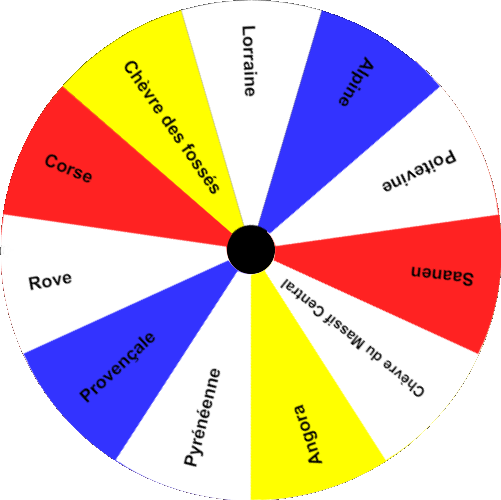 Lorraine
Alpine
Poitevine
Saanen
Chèvre du Massif Central
Angora
Pyrénéenne
Provençale
Rove
Corse
Chèvre des fossés